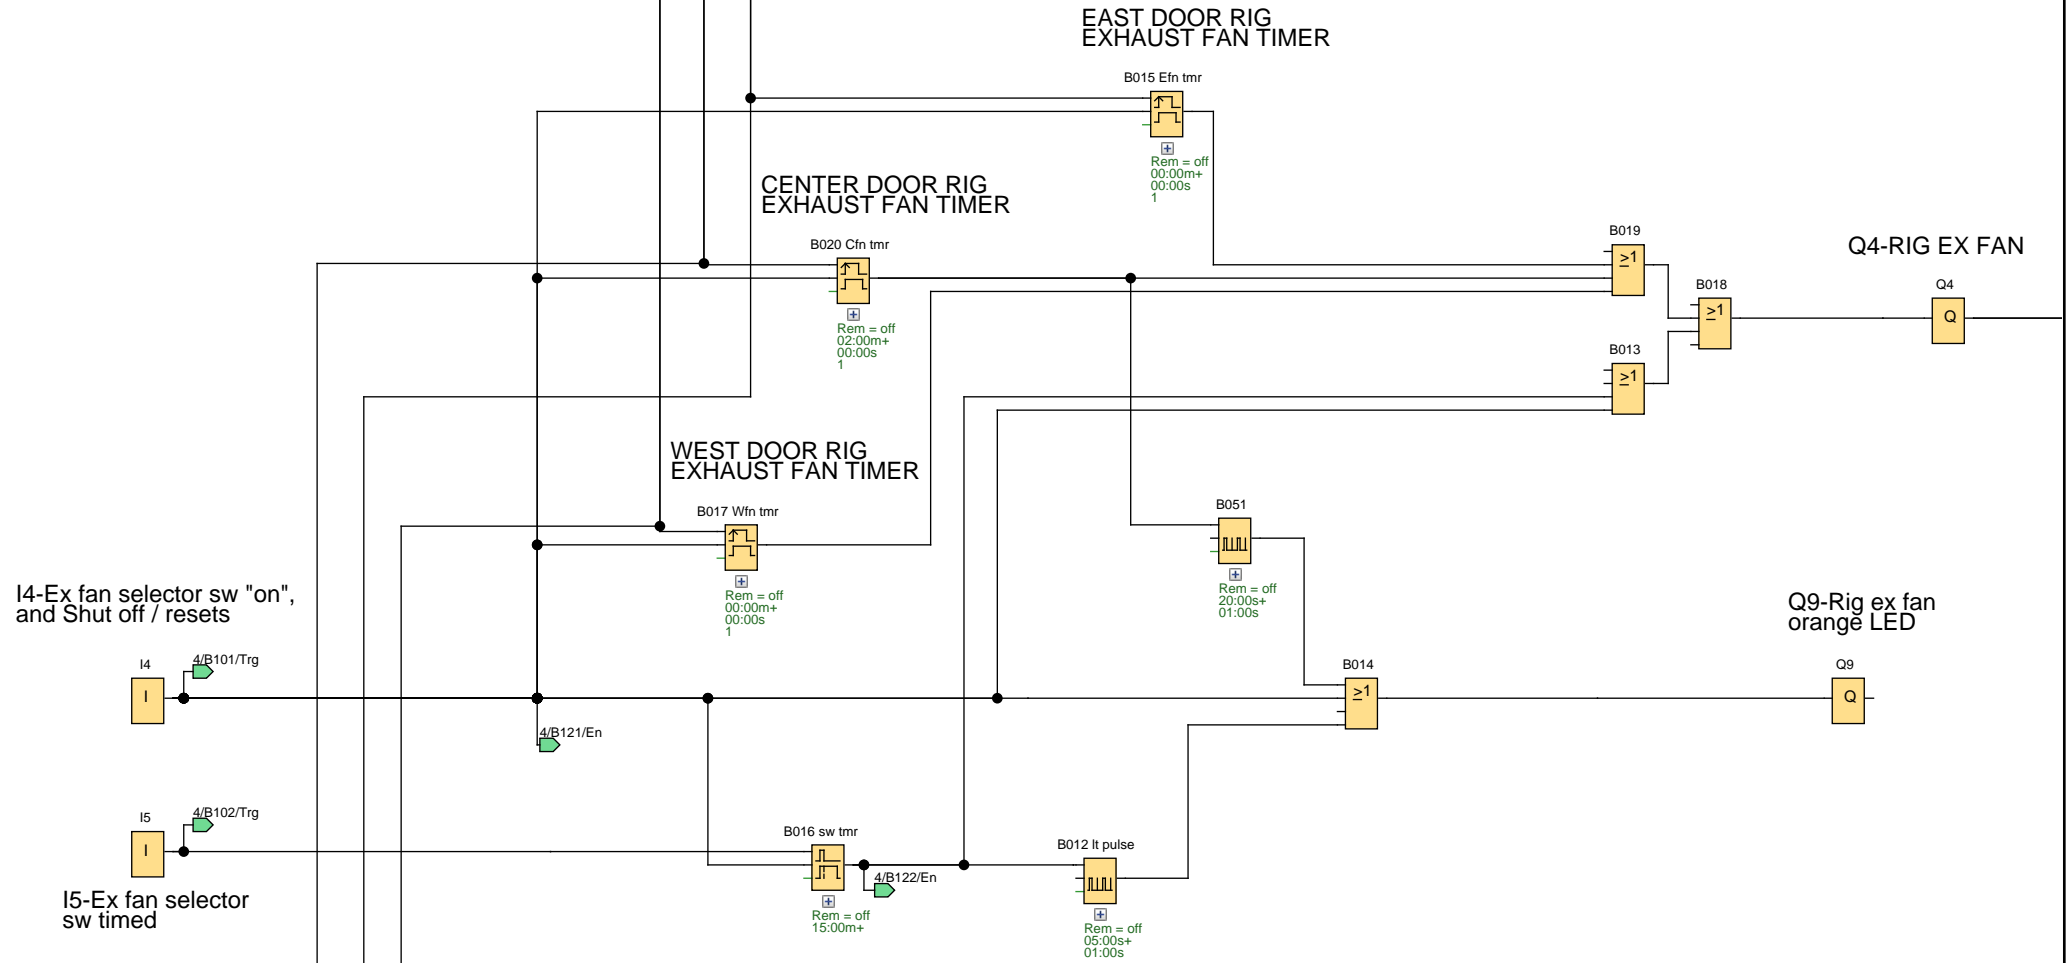 EAST DOOR RIG
EXHAUST FAN TIMER
B015 Efn tmr
Rem = off
00:00m+
00:00s
1
CENTER DOOR RIG
EXHAUST FAN TIMER
B020 Cfn tmr
Rem = off
02:00m+
00:00s
1
B019
≥1
Q4-RIG EX FAN
B018
≥1
Q4
Q
B013
≥1
WEST DOOR RIG
EXHAUST FAN TIMER
B017 Wfn tmr
Rem = off
00:00m+
00:00s
1
B051
Rem = off
20:00s+
01:00s
I4-Ex fan selector sw "on",
and Shut off / resets
Q9-Rig ex fan
orange LED
I4
I
4/B101/Trg
B014
≥1
Q9
Q
4/B121/En
I5
I
4/B102/Trg
B016 sw tmr
Rem = off
15:00m+
4/B122/En
B012 lt pulse
Rem = off
05:00s+
01:00s
I5-Ex fan selector
sw timed